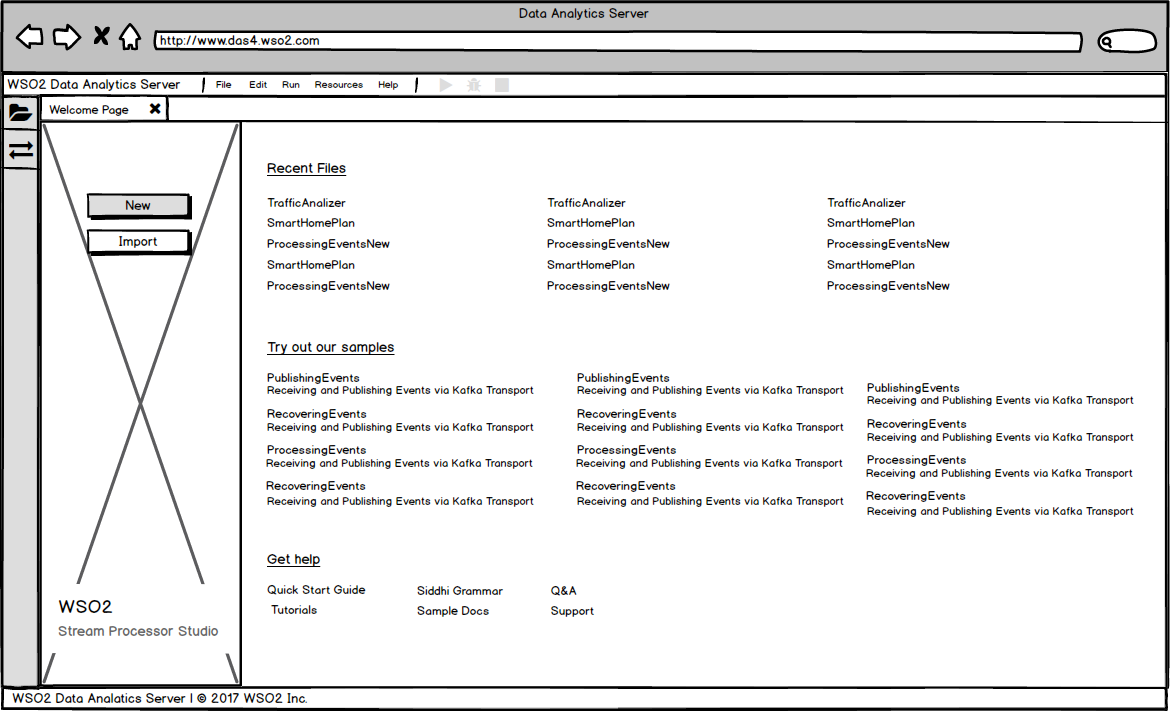 Data Analytics Server
http://www.das4.wso2.com
WSO2 Data Analytics Server | File Edit Run Resources Help |
Welcome Page
New
Import
WSO2
Stream Processor Studio
Recent Files
TrafficAnalizer TrafficAnalizer TrafficAnalizer
SmartHomePlan SmartHomePlan SmartHomePlan
ProcessingEventsNew ProcessingEventsNew ProcessingEventsNew
SmartHomePlan SmartHomePlan SmartHomePlan
ProcessingEventsNew ProcessingEventsNew ProcessingEventsNew
Try out our samples
PublishingEvents
Receiving and Publishing Events via Kafka Transport
RecoveringEvents
Receiving and Publishing Events via Kafka Transport
ProcessingEvents
Receiving and Publishing Events via Kafka Transport
RecoveringEvents
Receiving and Publishing Events via Kafka Transport
PublishingEvents
Receiving and Publishing Events via Kafka Transport
RecoveringEvents
Receiving and Publishing Events via Kafka Transport
ProcessingEvents
Receiving and Publishing Events via Kafka Transport
RecoveringEvents
Receiving and Publishing Events via Kafka Transport
PublishingEvents
Receiving and Publishing Events via Kafka Transport
RecoveringEvents
Receiving and Publishing Events via Kafka Transport
ProcessingEvents
Receiving and Publishing Events via Kafka Transport
RecoveringEvents
Receiving and Publishing Events via Kafka Transport
Get help
Quick Start Guide Siddhi Grammar Q&A
Tutorials Sample Docs Support
WSO2 Data Analatics Server | © 2017 WSO2 Inc.